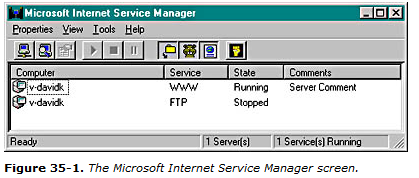 Microsoft Internet Service Manager
Properties View Tools Help
Computer Service State Comments
v-davidk WWW Running Server Comment
v-davidk FTP Stopped
Ready 1 Server(s) 1 Service(s) Running
Figure 35-1. The Microsoft Internet Service Manager screen.